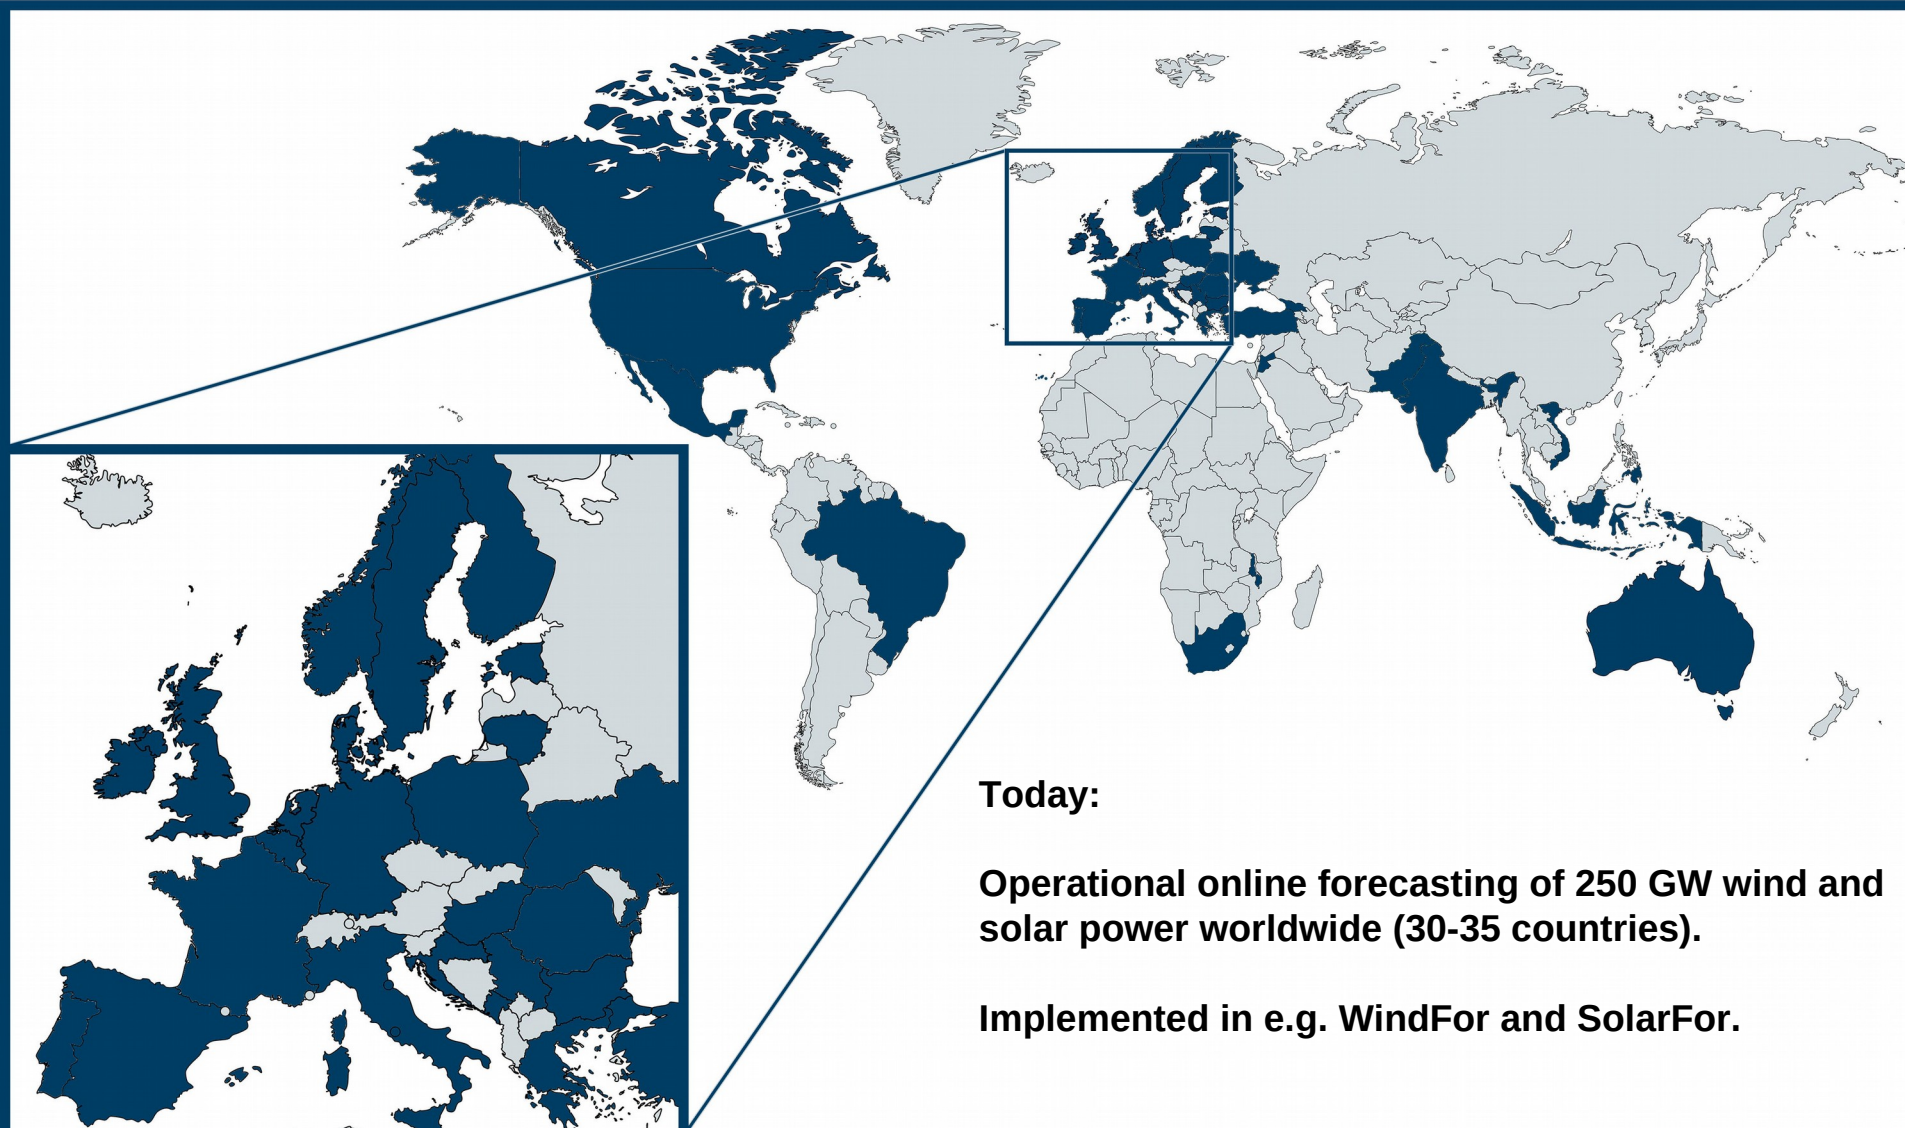 Today:
Operational online forecasting of 250 GW wind and
solar power worldwide (30-35 countries).
Implemented in e.g. WindFor and SolarFor.